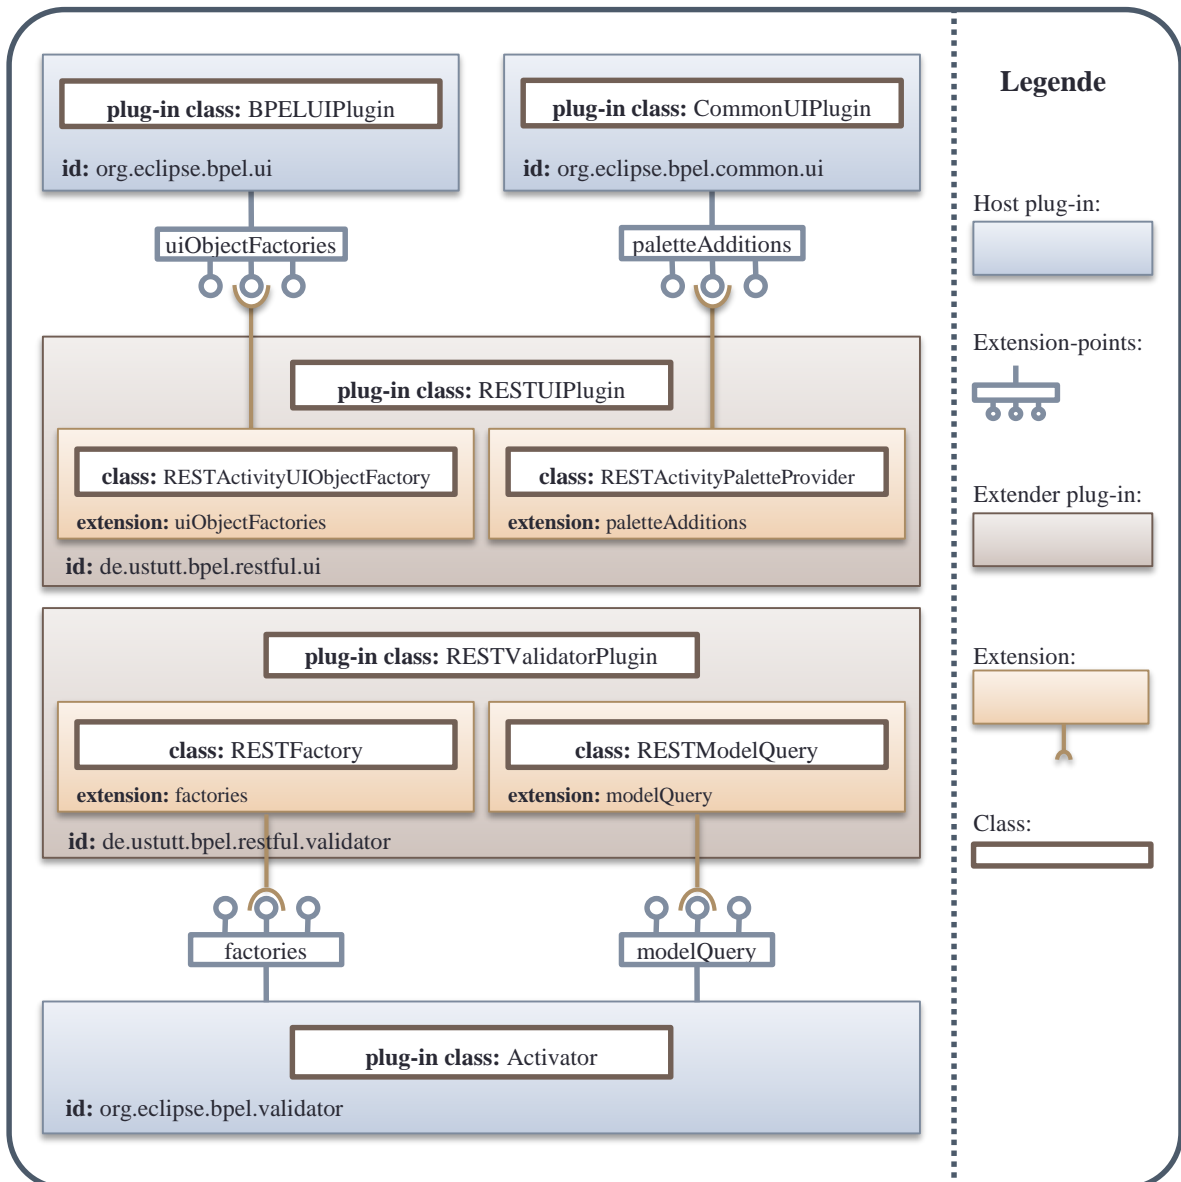 plug-in class: BPELUIPlugin
id: org.eclipse.bpel.ui
plug-in class: CommonUIPlugin
id: org.eclipse.bpel.common.ui
uiObjectFactories
paletteAdditions
plug-in class: RESTUIPlugin
class: RESTActivityUIObjectFactory
extension: uiObjectFactories
class: RESTActivityPaletteProvider
extension: paletteAdditions
id: de.ustutt.bpel.restful.ui
plug-in class: RESTValidatorPlugin
class: RESTFactory
extension: factories
class: RESTModelQuery
extension: modelQuery
id: de.ustutt.bpel.restful.validator
factories
modelQuery
plug-in class: Activator
id: org.eclipse.bpel.validator
Legende
Host plug-in:
Extension-points:
Extender plug-in:
Extension:
Class: